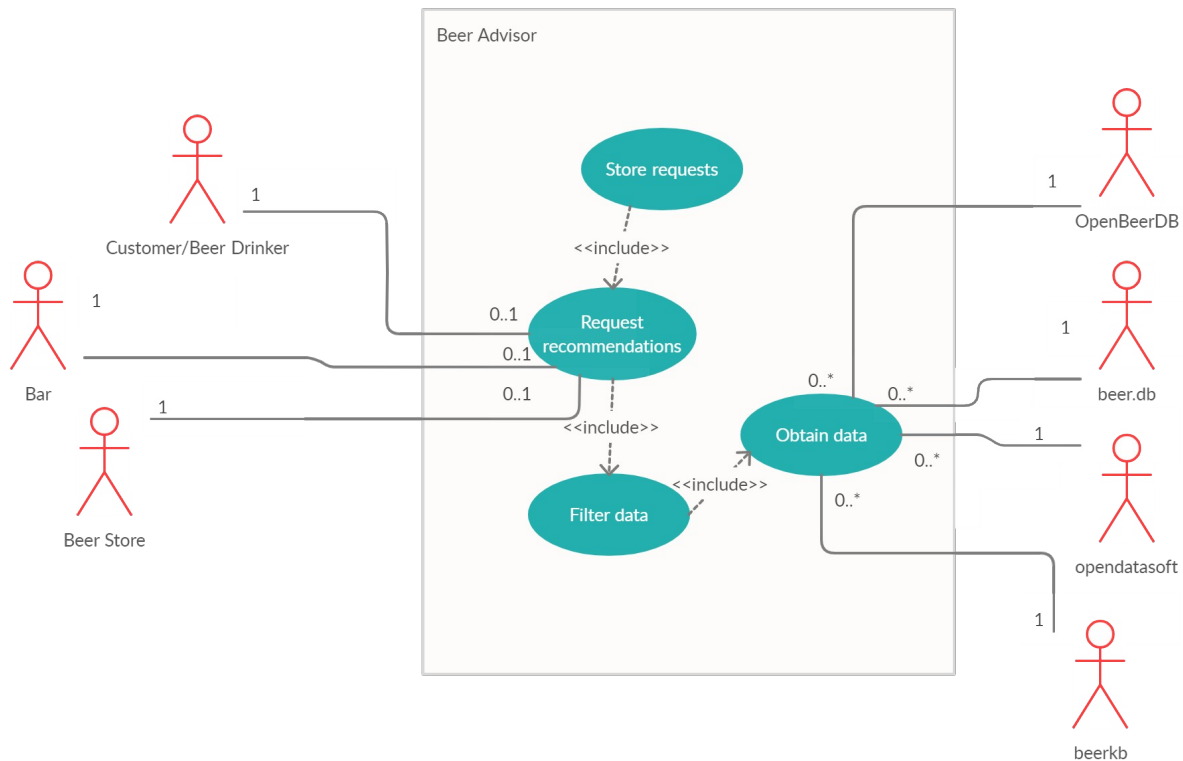 Beer Advisor
Store requests
<<include>>
1
Customer/Beer Drinker
1
0..1
Request
recommendations
0..1
Bar
0..1
1
<<include>>
Beer Store
Filter data
<<include>>
Obtain data
0..*
0..*
0..*
0..*
1
OpenBeerDB
1
beer.db
1
opendatasoft
1
beerkb